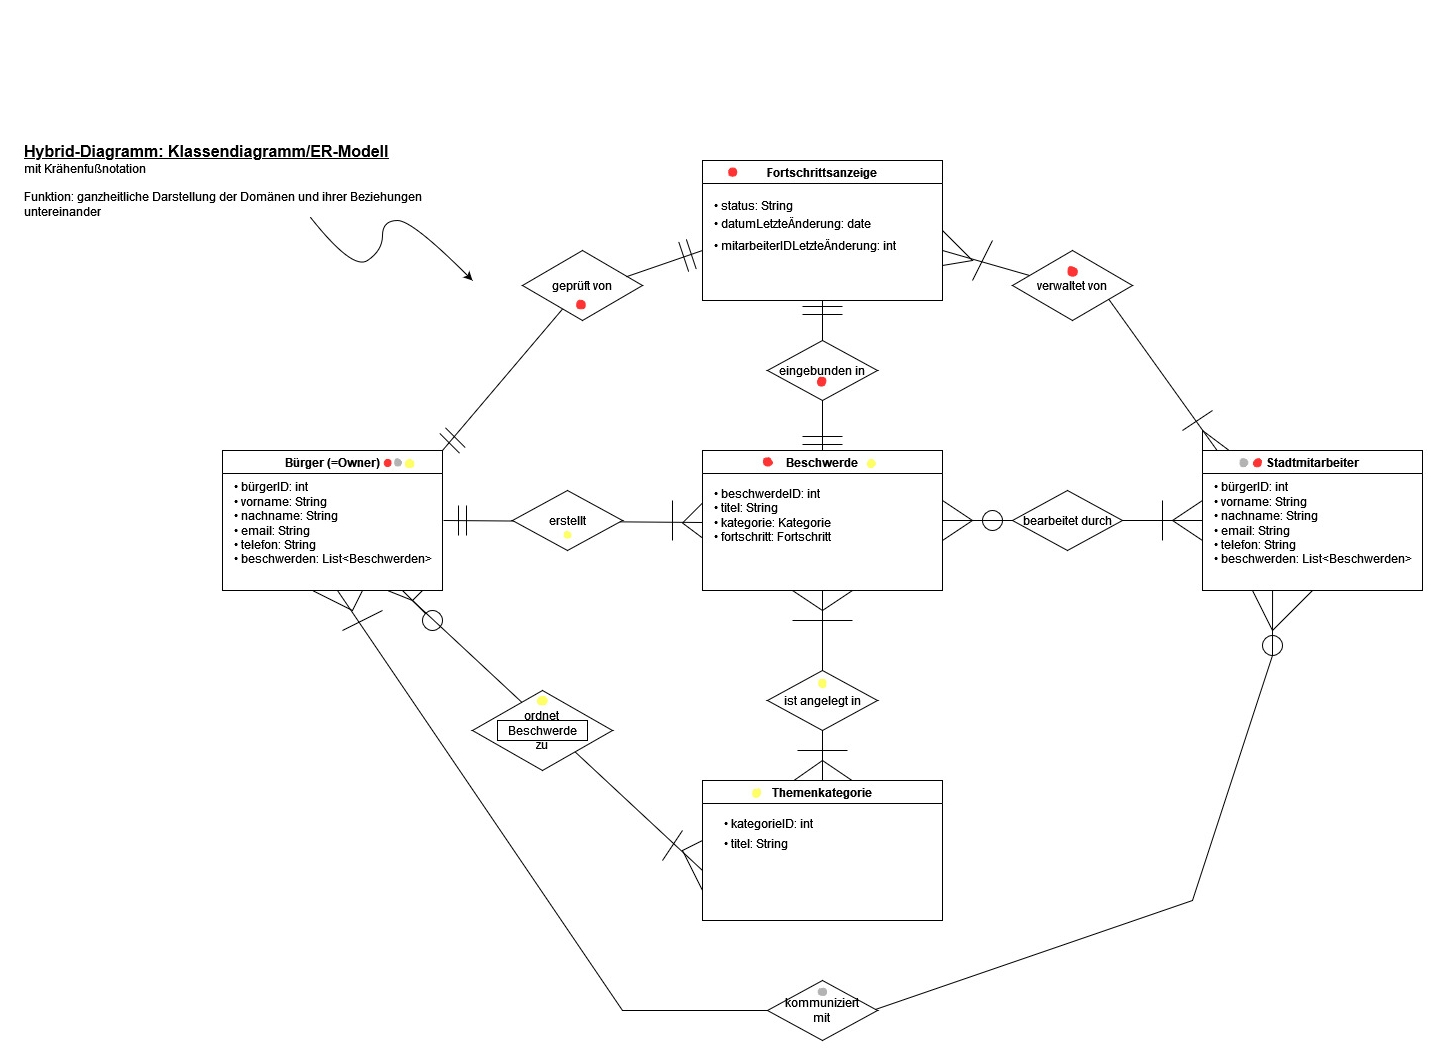 Hybrid-Diagramm: Klassendiagramm/ER-Modell
mit Krähenfußnotation
Funktion: ganzheitliche Darstellung der Domänen und ihrer Beziehungen
untereinander
Fortschrittsanzeige
• status: String
• datumLetzteÄnderung: date
• mitarbeiterIDLetzteÄnderung: int
geprüft von
verwaltet von
eingebunden in
Bürger (=Owner)
• bürgerID: int
• vorname: String
• nachname: String
• email: String
• telefon: String
• beschwerden: List<Beschwerden>
erstellt
Beschwerde
• beschwerdeID: int
• titel: String
• kategorie: Kategorie
• fortschritt: Fortschritt
bearbeitet durch
Stadtmitarbeiter
• bürgerID: int
• vorname: String
• nachname: String
• email: String
• telefon: String
• beschwerden: List<Beschwerden>
ordnet
Beschwerde
zu
ist angelegt in
Themenkategorie
• kategorieID: int
• titel: String
kommuniziert
mit